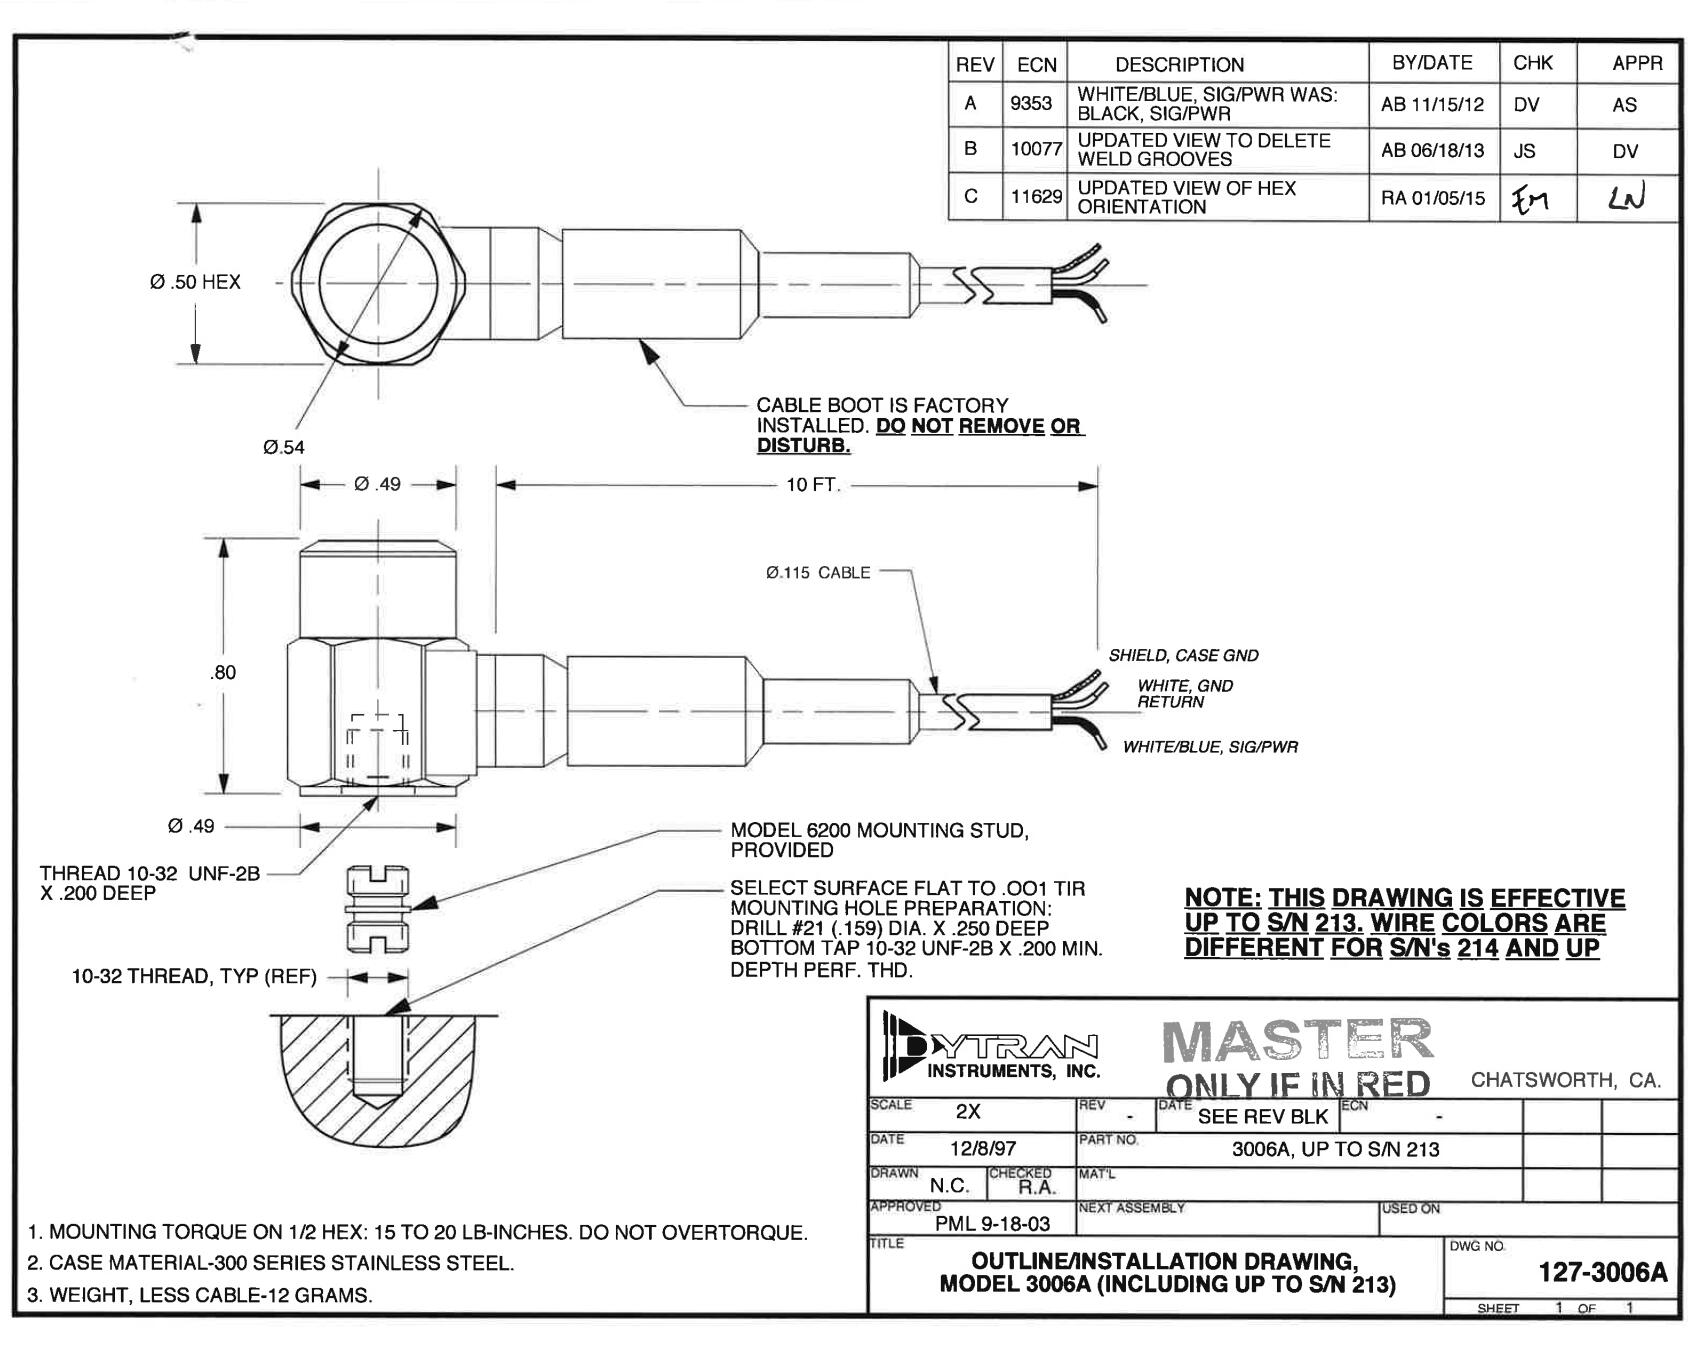 REV ECN DESCRIPTION BY/DATE CHK APPR
A 9353 WHITE/BLUE, SIG/PWR WAS: BLACK, SIG/PWR AB 11/15/12 DV AS
B 10077 UPDATED VIEW TO DELETE WELD GROOVES AB 06/18/13 JS DV
C 11629 UPDATED VIEW OF HEX ORIENTATION RA 01/05/15 EM LN
Ø .50 HEX
CABLE BOOT IS FACTORY
INSTALLED. DO NOT REMOVE OR
DISTURB.
Ø.54
Ø .49
10 FT.
Ø.115 CABLE
.80
SHIELD, CASE GND
WHITE, GND
RETURN
WHITE/BLUE, SIG/PWR
Ø .49
THREAD 10-32 UNF-2B
X .200 DEEP
MODEL 6200 MOUNTING STUD,
PROVIDED
SELECT SURFACE FLAT TO .OO1 TIR
MOUNTING HOLE PREPARATION:
DRILL #21 (.159) DIA. X .250 DEEP
BOTTOM TAP 10-32 UNF-2B X .200 MIN.
DEPTH PERF. THD.
10-32 THREAD, TYP (REF)
NOTE: THIS DRAWING IS EFFECTIVE
UP TO S/N 213. WIRE COLORS ARE
DIFFERENT FOR S/N's 214 AND UP
DYTRAN
INSTRUMENTS, INC.
MASTER
ONLY IF IN RED
CHATSWORTH, CA.
SCALE 2X REV - DATE SEE REV BLK ECN -
DATE 12/8/97 PART NO. 3006A, UP TO S/N 213
DRAWN N.C. CHECKED R.A. MAT'L
APPROVED PML 9-18-03 NEXT ASSEMBLY USED ON
TITLE OUTLINE/INSTALLATION DRAWING,
MODEL 3006A (INCLUDING UP TO S/N 213)
DWG NO. 127-3006A
SHEET 1 OF 1
1. MOUNTING TORQUE ON 1/2 HEX: 15 TO 20 LB-INCHES. DO NOT OVERTORQUE.
2. CASE MATERIAL-300 SERIES STAINLESS STEEL.
3. WEIGHT, LESS CABLE-12 GRAMS.